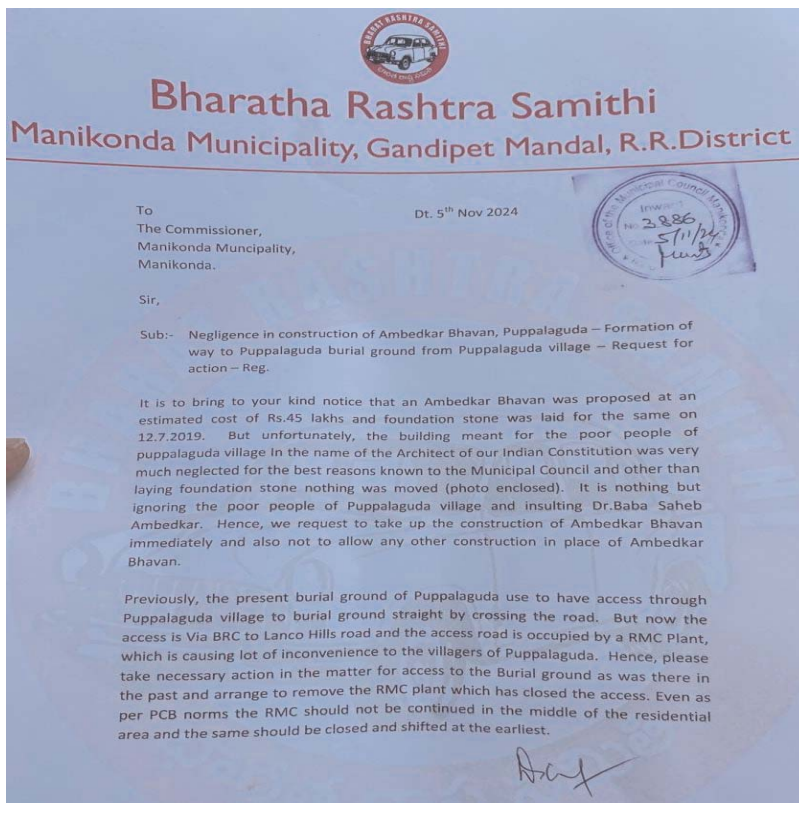 BHARAT RASHTRA SAMITHI
Bharatha Rashtra Samithi
Manikonda Municipality, Gandipet Mandal, R.R.District
To
Dt. 5th Nov 2024
The Commissioner,
Manikonda Muncipality,
Manikonda.
Office of the Municipal Council Manikonda
Inward
No 3886
5/11/24
Sir,
Sub:- Negligence in construction of Ambedkar Bhavan, Puppalaguda – Formation of
way to Puppalaguda burial ground from Puppalaguda village – Request for
action – Reg.
It is to bring to your kind notice that an Ambedkar Bhavan was proposed at an
estimated cost of Rs.45 lakhs and foundation stone was laid for the same on
12.7.2019. But unfortunately, the building meant for the poor people of
puppalaguda village In the name of the Architect of our Indian Constitution was very
much neglected for the best reasons known to the Municipal Council and other than
laying foundation stone nothing was moved (photo enclosed). It is nothing but
ignoring the poor people of Puppalaguda village and insulting Dr.Baba Saheb
Ambedkar. Hence, we request to take up the construction of Ambedkar Bhavan
immediately and also not to allow any other construction in place of Ambedkar
Bhavan.
Previously, the present burial ground of Puppalaguda use to have access through
Puppalaguda village to burial ground straight by crossing the road. But now the
access is Via BRC to Lanco Hills road and the access road is occupied by a RMC Plant,
which is causing lot of inconvenience to the villagers of Puppalaguda. Hence, please
take necessary action in the matter for access to the Burial ground as was there in
the past and arrange to remove the RMC plant which has closed the access. Even as
per PCB norms the RMC should not be continued in the middle of the residential
area and the same should be closed and shifted at the earliest.